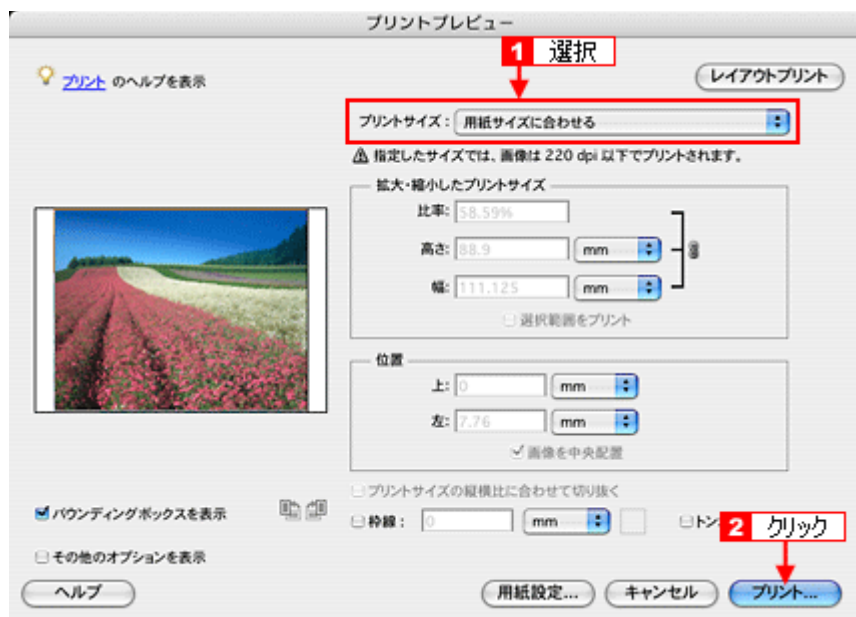 プリントプレビュー
1 選択
プリント のヘルプを表示
レイアウトプリント
プリントサイズ： 用紙サイズに合わせる
指定したサイズでは、画像は 220 dpi 以下でプリントされます。
拡大・縮小したプリントサイズ
比率: 58.59%
高さ: 88.9 mm
幅: 111.125 mm
選択範囲をプリント
位置
上: 0 mm
左: 7.76 mm
画像を中央配置
プリントサイズの縦横比に合わせて切り抜く
バウンディングボックスを表示
枠線： 0 mm
2 クリック
その他のオプションを表示
ヘルプ
用紙設定...
キャンセル
プリント...